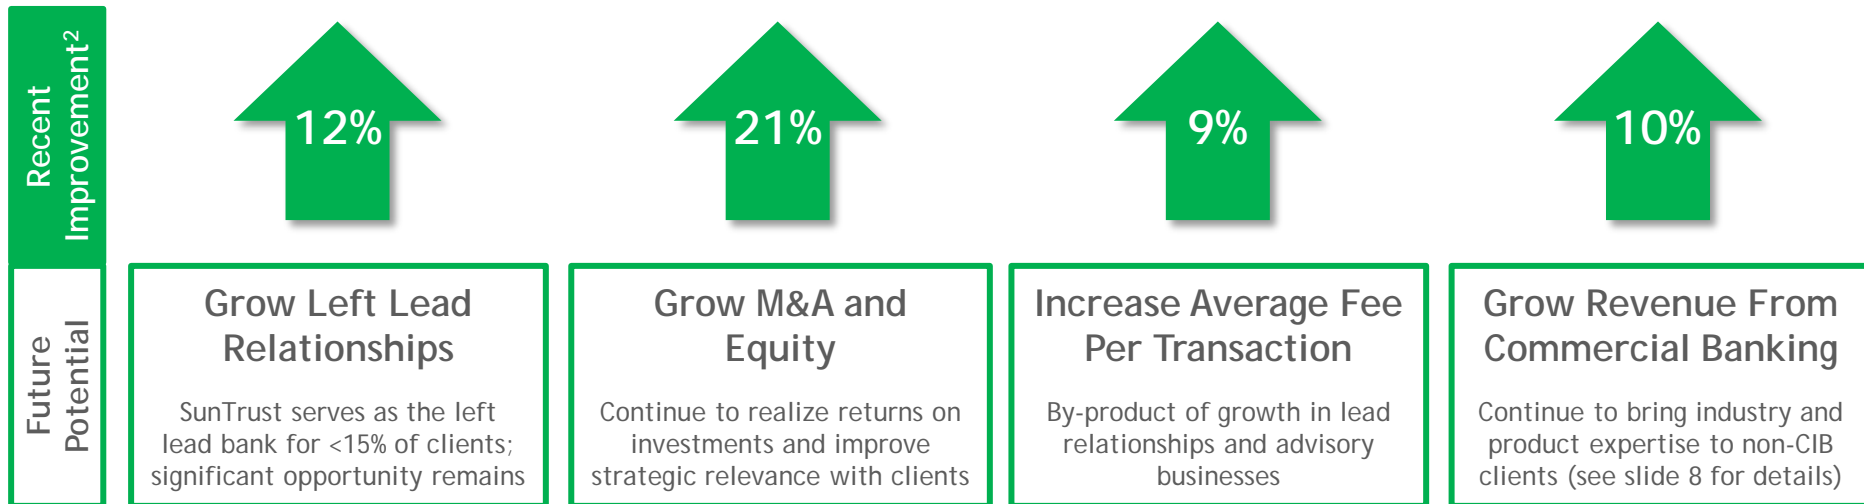 Recent
Improvement²
12%
21%
9%
10%
Future
Potential
Grow Left Lead
Relationships
SunTrust serves as the left
lead bank for <15% of clients;
significant opportunity remains
Grow M&A and
Equity
Continue to realize returns on
investments and improve
strategic relevance with clients
Increase Average Fee
Per Transaction
By-product of growth in lead
relationships and advisory
businesses
Grow Revenue From
Commercial Banking
Continue to bring industry and
product expertise to non-CIB
clients (see slide 8 for details)